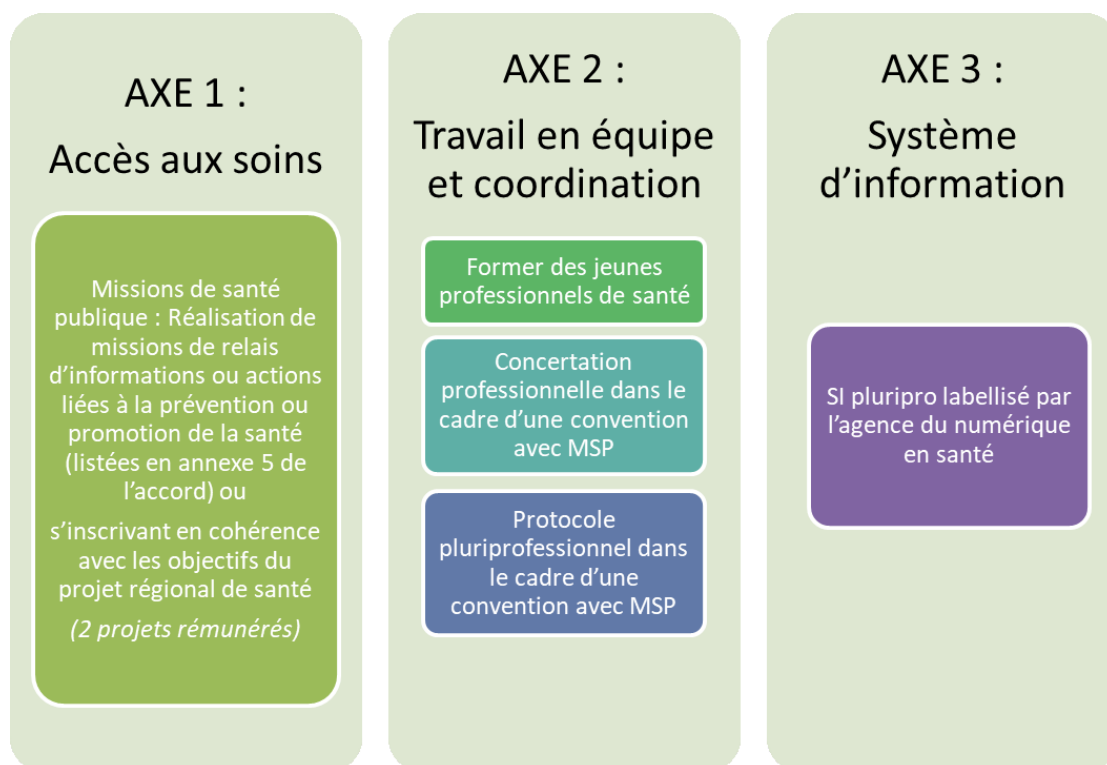 AXE 1 :
Accès aux soins
Missions de santé
publique : Réalisation de
missions de relais
d’informations ou actions
liées à la prévention ou
promotion de la santé
(listées en annexe 5 de
l’accord) ou
s’inscrivant en cohérence
avec les objectifs du
projet régional de santé
(2 projets rémunérés)
AXE 2 :
Travail en équipe
et coordination
Former des jeunes
professionnels de santé
Concertation
professionnelle dans le
cadre d’une convention
avec MSP
Protocole
pluriprofessionnel dans
le cadre d’une
convention avec MSP
AXE 3 :
Système
d’information
SI pluripro labellisé par
l’agence du numérique
en santé